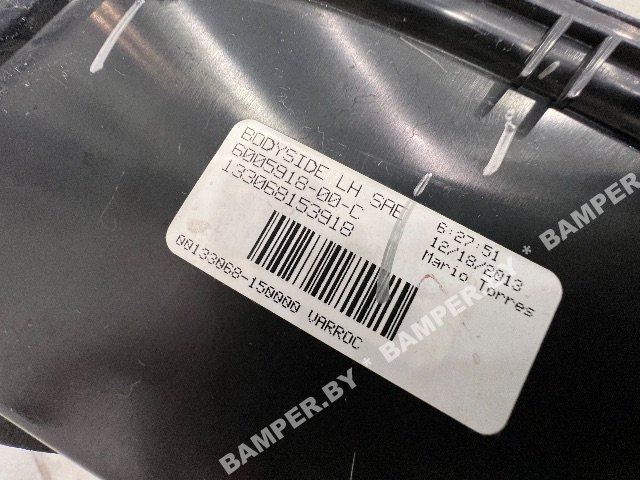 BODYSIDE LH SAE
6005918-00-C
133068153918
6:27:51
12/18/2013
Mario Torres
00133068-150000 VARROC
BAMPER.BY * BAMPER.BY * BAMPER.BY